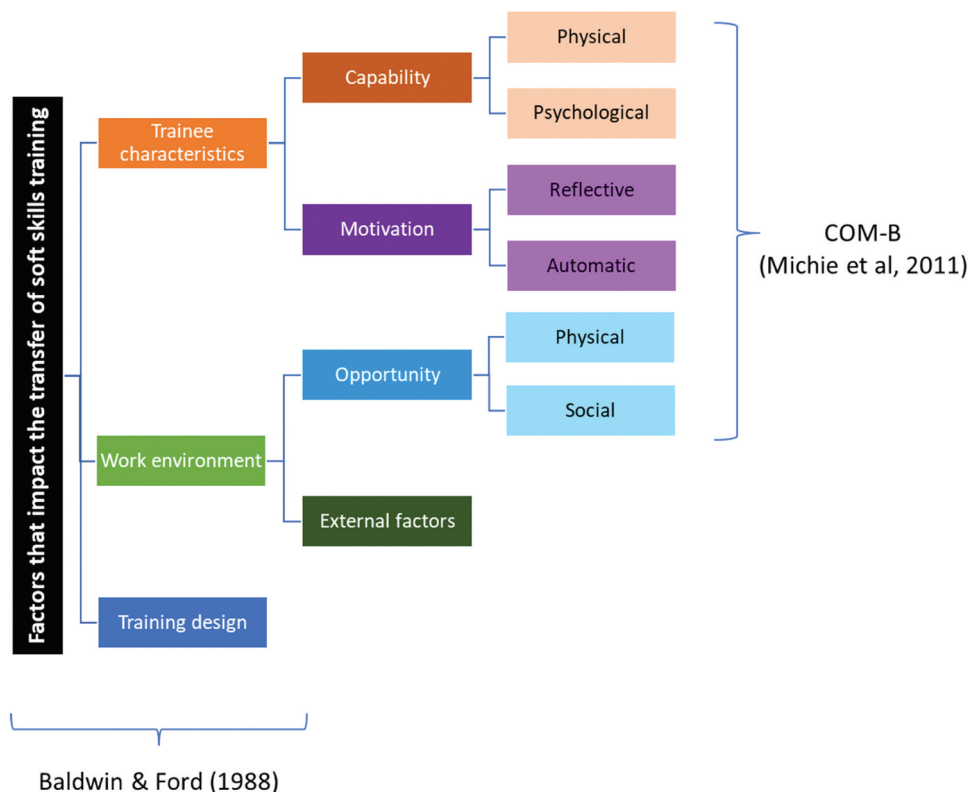 Factors that impact the transfer of soft skills training
Trainee
characteristics
Capability
Physical
Psychological
Motivation
Reflective
Automatic
Work environment
Opportunity
Physical
Social
External factors
Training design
COM-B
(Michie et al, 2011)
Baldwin & Ford (1988)